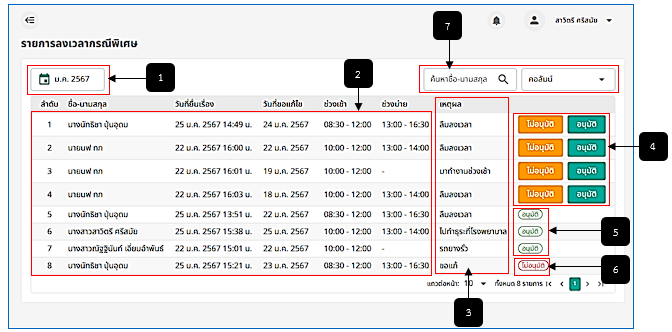 7
สาวิตรี ศรีสมัย
รายการลงเวลากรณีพิเศษ
ม.ค. 2567
1
2
ค้นหาชื่อ-นามสกุล
คอลัมน์
ลำดับ ชื่อ-นามสกุล วันที่ยื่นเรื่อง วันที่ขอแก้ไข ช่วงเช้า ช่วงบ่าย เหตุผล
1 นางนักธิชา ปุ่นอุดม 25 ม.ค. 2567 14:49 น. 24 ม.ค. 2567 08:30 - 12:00 13:00 - 16:30 ลืมลงเวลา ไม่อนุมัติ อนุมัติ
2 นายนฟ กก 22 ม.ค. 2567 16:00 น. 22 ม.ค. 2567 10:00 - 12:00 13:00 - 14:00 ลืมลงเวลา ไม่อนุมัติ อนุมัติ
4
3 นายนฟ กก 22 ม.ค. 2567 16:01 น. 19 ม.ค. 2567 10:00 - 12:00 - มาทำงานช่วงเช้า ไม่อนุมัติ อนุมัติ
4 นายนฟ กก 22 ม.ค. 2567 16:03 น. 18 ม.ค. 2567 10:00 - 12:00 13:00 - 14:00 ลืมลงเวลา ไม่อนุมัติ อนุมัติ
5 นางนักธิชา ปุ่นอุดม 25 ม.ค. 2567 13:51 น. 22 ม.ค. 2567 08:30 - 12:00 13:00 - 16:30 ลืมลงเวลา อนุมัติ
6 นางสาวสาวิตรี ศรีสมัย 22 ม.ค. 2567 15:38 น. 25 ม.ค. 2567 10:00 - 12:00 13:00 - 14:00 ไปทำธุระที่โรงพยาบาล อนุมัติ
5
7 นางสาวณัฐฐินันท์ เอี่ยมอำพันธ์ 22 ม.ค. 2567 15:01 น. 22 ม.ค. 2567 10:00 - 12:00 - รถยางรั่ว อนุมัติ
8 นางนักธิชา ปุ่นอุดม 25 ม.ค. 2567 15:21 น. 23 ม.ค. 2567 08:30 - 12:00 13:00 - 16:30 ขอแก้ ไม่อนุมัติ
6
แถวต่อหน้า: 10 ทั้งหมด 8 รายการ 1
3